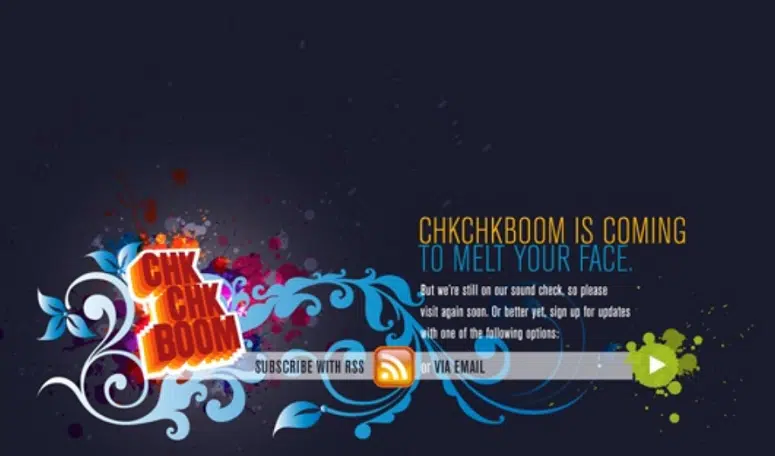 CHKCHKBOOM IS COMING
TO MELT YOUR FACE.
But we're still on our sound check, so please
visit again soon. Or better yet, sign up for updates
with one of the following options:
CHK
CHK
BOOM
SUBSCRIBE WITH RSS or VIA EMAIL